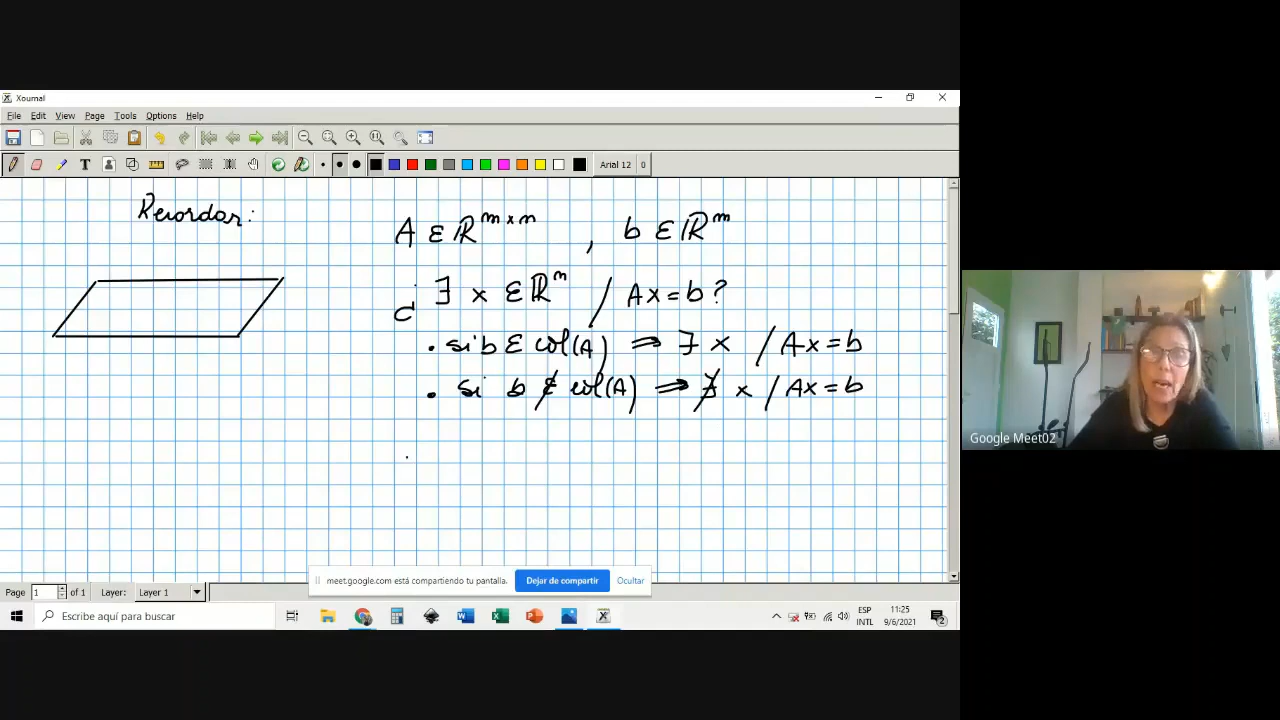 Xournal
File Edit View Page Tools Options Help
Arial 12 0
Recordar:
A ∈ ℝ^{m×n} , b ∈ ℝ^m
¿ ∃ x ∈ ℝ^n / Ax=b?
• si b ∈ col(A) ⇒ ∃ x / Ax=b
• si b ∉ col(A) ⇒ ∄ x / Ax=b
Google Meet02
meet.google.com está compartiendo tu pantalla. Dejar de compartir Ocultar
Page 1 of 1 Layer: Layer 1
Escribe aquí para buscar
ESP 11:25
INTL 9/6/2021
2